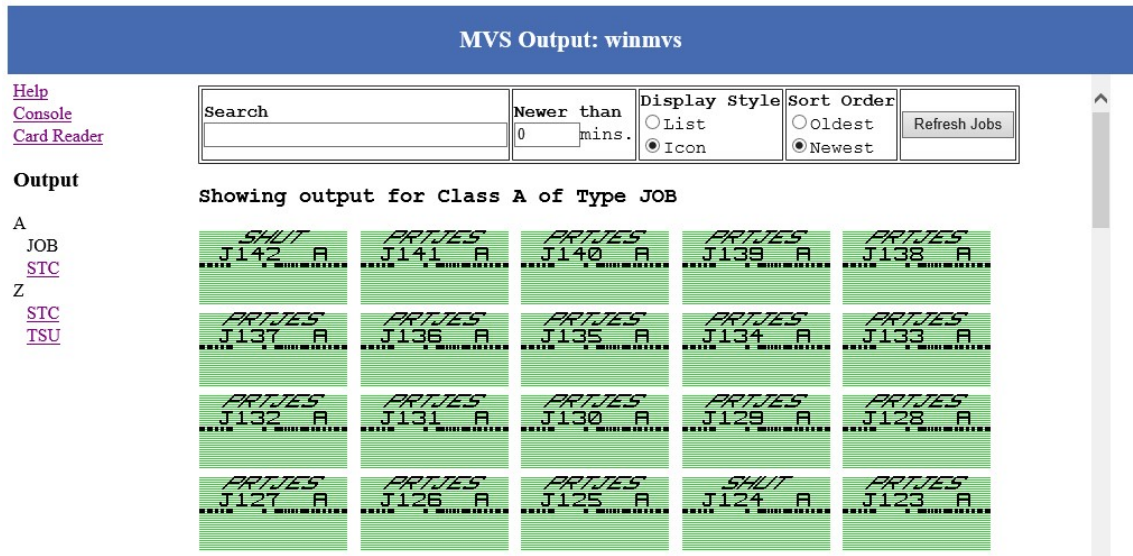 MVS Output: winmvs
Help
Console
Card Reader
Output
A
JOB
STC
Z
STC
TSU
Search
Newer than
0 mins.
Display Style
List
Icon
Sort Order
Oldest
Newest
Refresh Jobs
Showing output for Class A of Type JOB
SHUT PRTJES PRTJES PRTJES PRTJES
J142 A J141 A J140 A J139 A J138 A
PRTJES PRTJES PRTJES PRTJES PRTJES
J137 A J136 A J135 A J134 A J133 A
PRTJES PRTJES PRTJES PRTJES PRTJES
J132 A J131 A J130 A J129 A J128 A
PRTJES PRTJES PRTJES SHUT PRTJES
J127 A J126 A J125 A J124 A J123 A